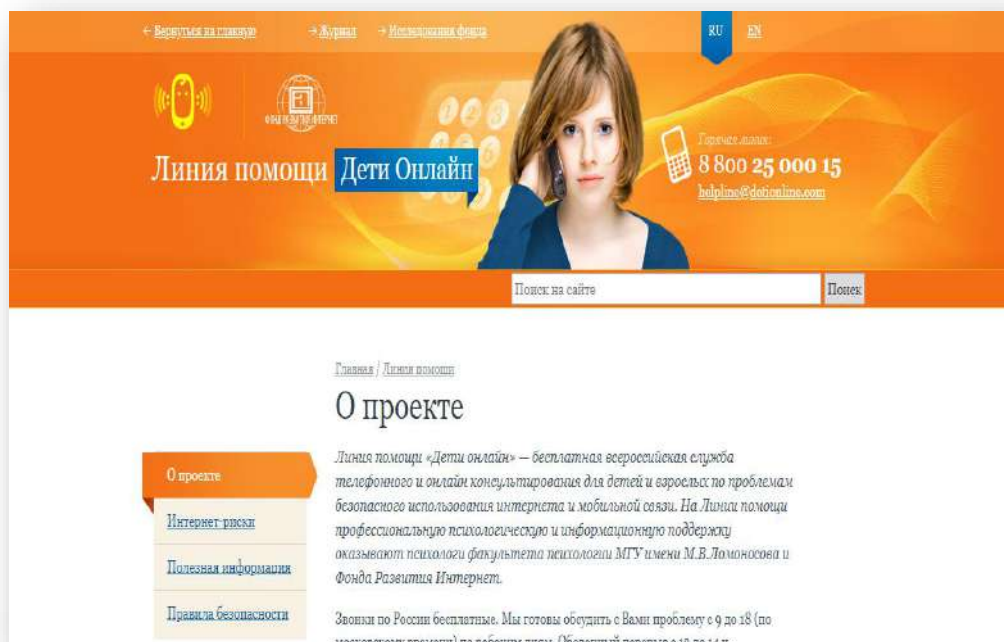 ← Вернуться на главную
→ Журнал
→ Исследования фонда
RU
EN
Линия помощи Дети Онлайн
Горячая линия:
8 800 25 000 15
helpline@detionline.com
Поиск на сайте
Поиск
Главная / Линия помощи
О проекте
О проекте
Интернет-риски
Полезная информация
Правила безопасности
Линия помощи «Дети онлайн» — бесплатная всероссийская служба
телефонного и онлайн консультирования для детей и взрослых по проблемам
безопасного использования интернета и мобильной связи. На Линии помощи
профессиональную психологическую и информационную поддержку
оказывают психологи факультета психологии МГУ имени М.В.Ломоносова и
Фонда Развития Интернет.
Звонки по России бесплатные. Мы готовы обсудить с Вами проблему с 9 до 18 (по